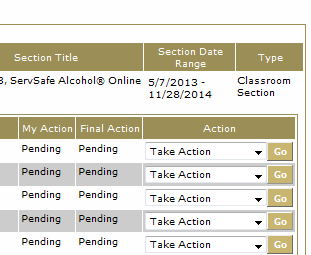 Section Title Section Date Range Type
ServSafe Alcohol® Online 5/7/2013 - 11/28/2014 Classroom Section
My Action Final Action Action
Pending Pending Take Action Go
Pending Pending Take Action Go
Pending Pending Take Action Go
Pending Pending Take Action Go
Pending Pending Take Action Go